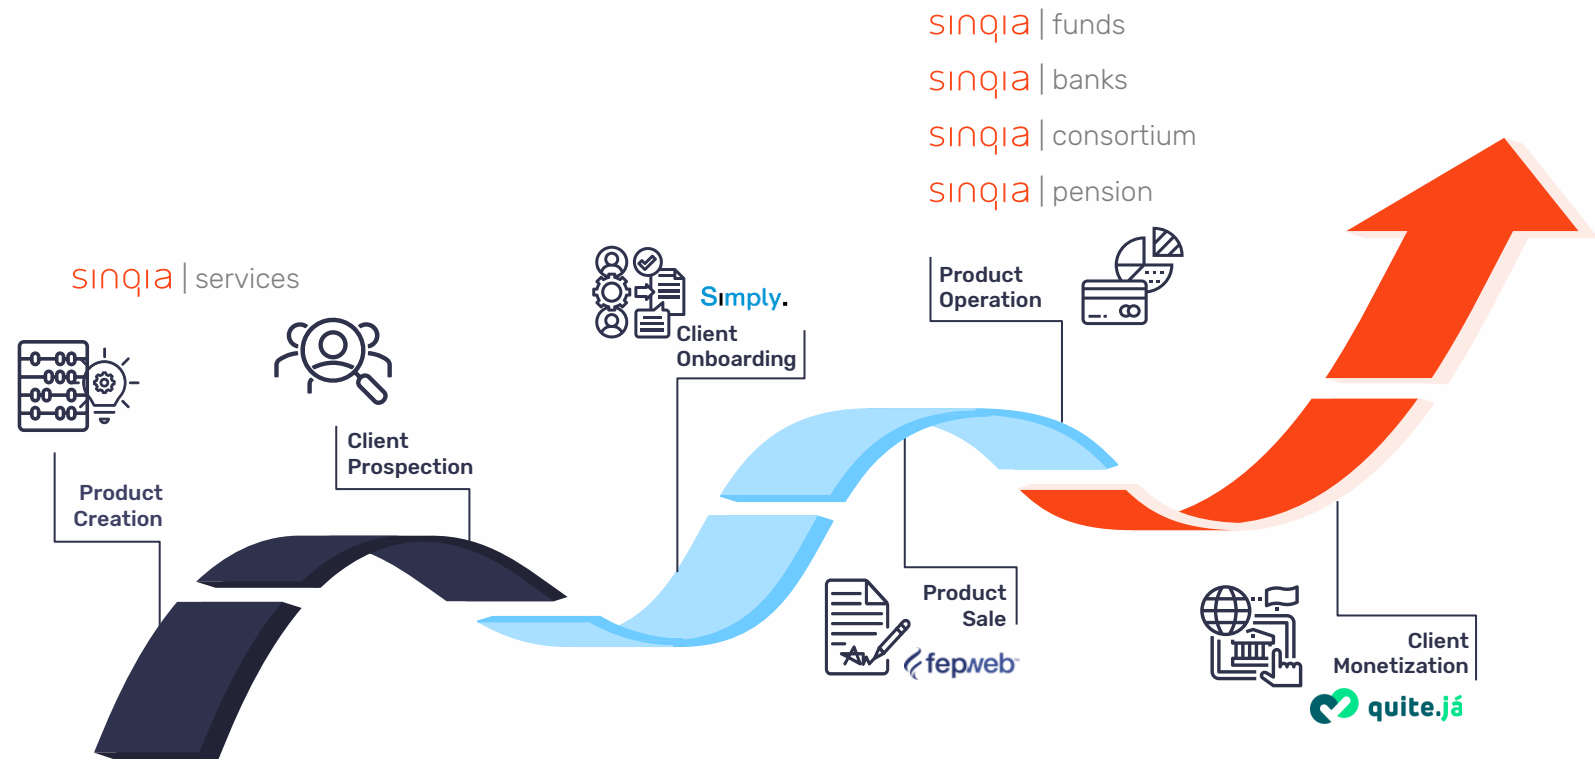 sinqia | funds
sinqia | banks
sinqia | consortium
sinqia | pension
sinqia | services
Product
Creation
Client
Prospection
Simply.
Client
Onboarding
Product
Operation
Product
Sale
fepweb
Client
Monetization
quite.já